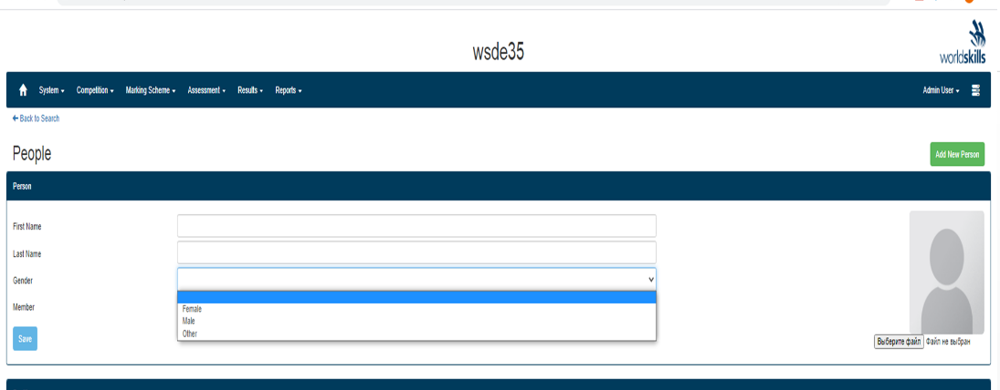 wsde35
worldskills
System Competition Marking Scheme Assessment Results Reports Admin User
Back to Search
People
Add New Person
Person
First Name
Last Name
Gender
Member
Female
Male
Other
Save
Выберите файл Файл не выбран